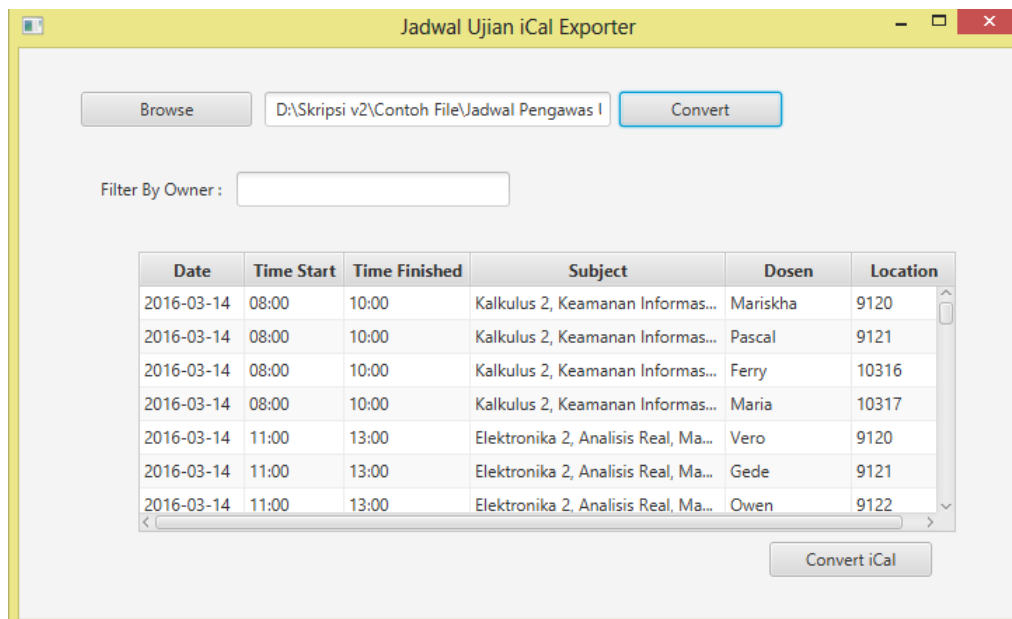 Jadwal Ujian iCal Exporter
Browse D:\Skripsi v2\Contoh File\Jadwal Pengawas Convert
Filter By Owner :
Date Time Start Time Finished Subject Dosen Location
2016-03-14 08:00 10:00 Kalkulus 2, Keamanan Informas... Mariskha 9120
2016-03-14 08:00 10:00 Kalkulus 2, Keamanan Informas... Pascal 9121
2016-03-14 08:00 10:00 Kalkulus 2, Keamanan Informas... Ferry 10316
2016-03-14 08:00 10:00 Kalkulus 2, Keamanan Informas... Maria 10317
2016-03-14 11:00 13:00 Elektronika 2, Analisis Real, Ma... Vero 9120
2016-03-14 11:00 13:00 Elektronika 2, Analisis Real, Ma... Gede 9121
2016-03-14 11:00 13:00 Elektronika 2, Analisis Real, Ma... Owen 9122
Convert iCal